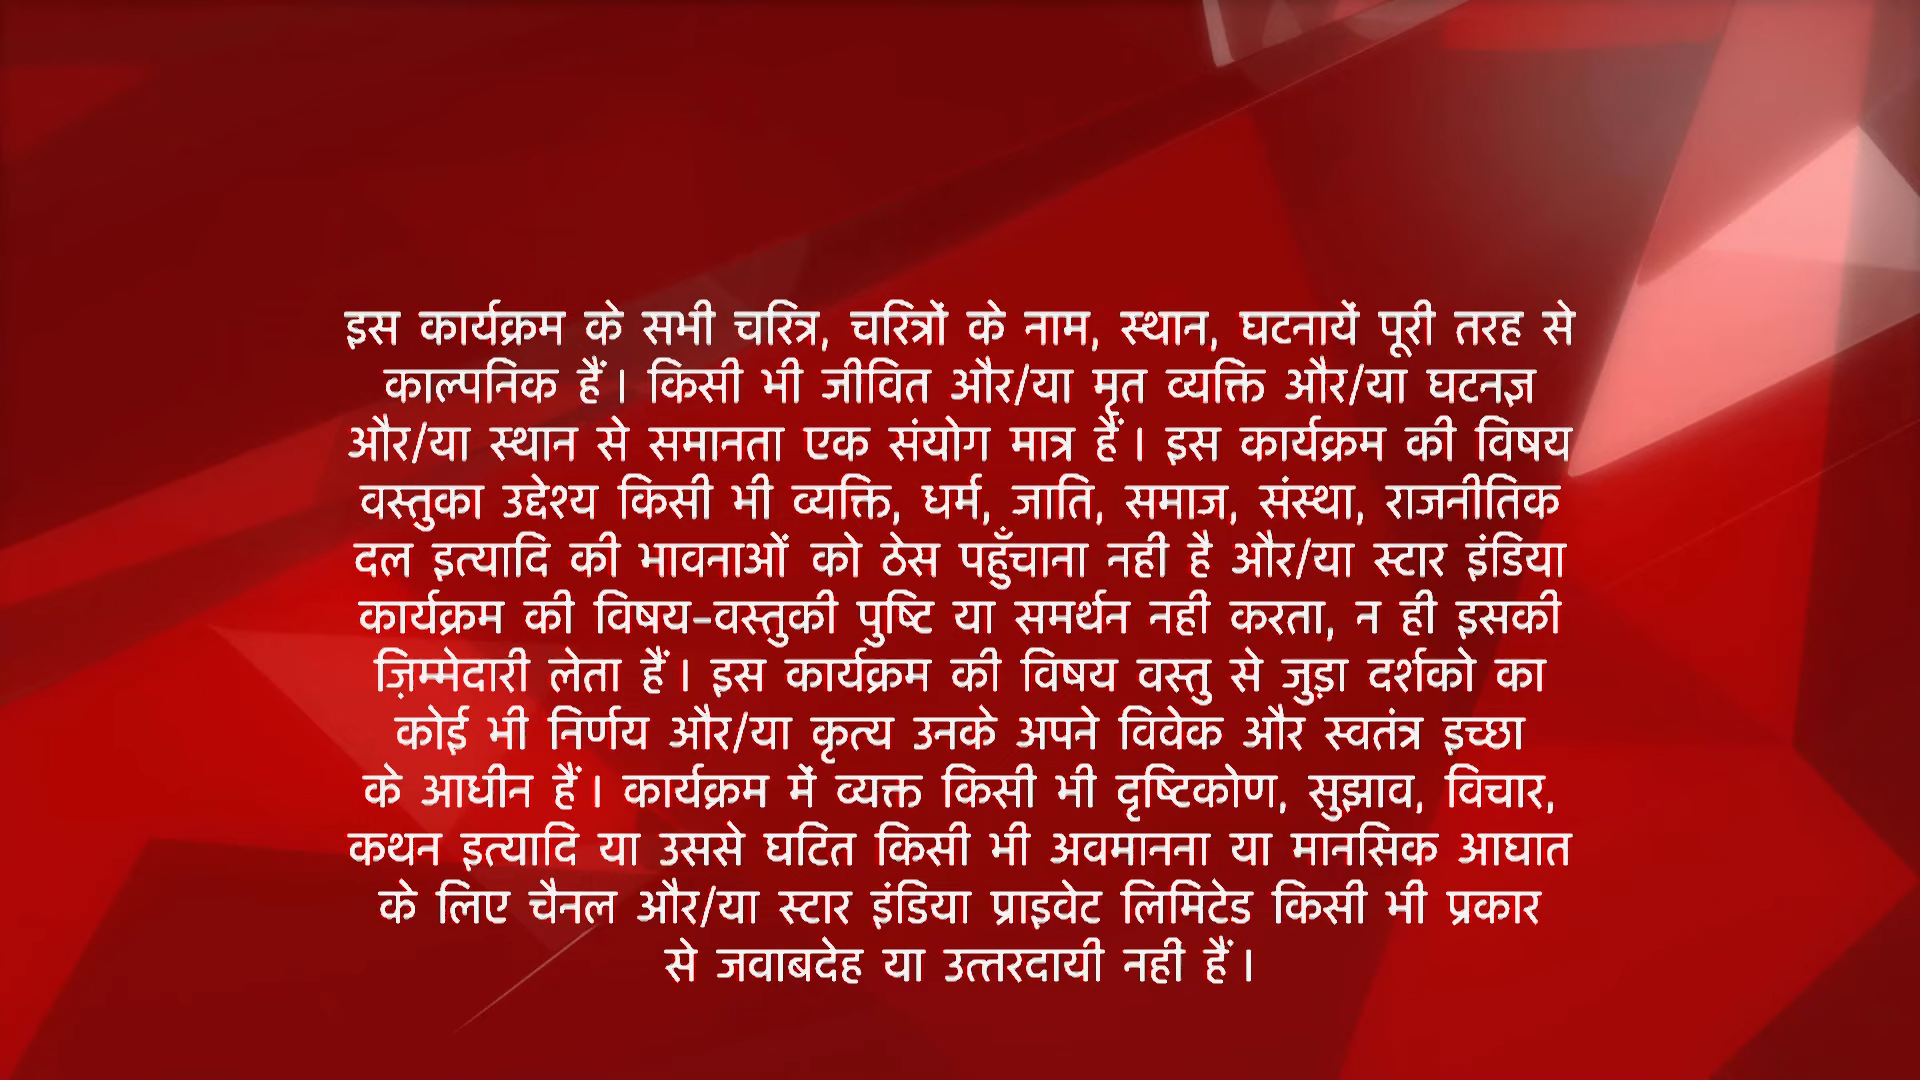 इस कार्यक्रम के सभी चरित्र, चरित्रों के नाम, स्थान, घटनायें पूरी तरह से
काल्पनिक हैं। किसी भी जीवित और/या मृत व्यक्ति और/या घटनज्ञ
और/या स्थान से समानता एक संयोग मात्र हैं। इस कार्यक्रम की विषय
वस्तुका उद्देश्य किसी भी व्यक्ति, धर्म, जाति, समाज, संस्था, राजनीतिक
दल इत्यादि की भावनाओं को ठेस पहुँचाना नही है और/या स्टार इंडिया
कार्यक्रम की विषय-वस्तुकी पुष्टि या समर्थन नही करता, न ही इसकी
ज़िम्मेदारी लेता हैं। इस कार्यक्रम की विषय वस्तु से जुड़ा दर्शको का
कोई भी निर्णय और/या कृत्य उनके अपने विवेक और स्वतंत्र इच्छा
के आधीन हैं। कार्यक्रम में व्यक्त किसी भी दृष्टिकोण, सुझाव, विचार,
कथन इत्यादि या उससे घटित किसी भी अवमानना या मानसिक आघात
के लिए चैनल और/या स्टार इंडिया प्राइवेट लिमिटेड किसी भी प्रकार
से जवाबदेह या उत्तरदायी नही हैं।